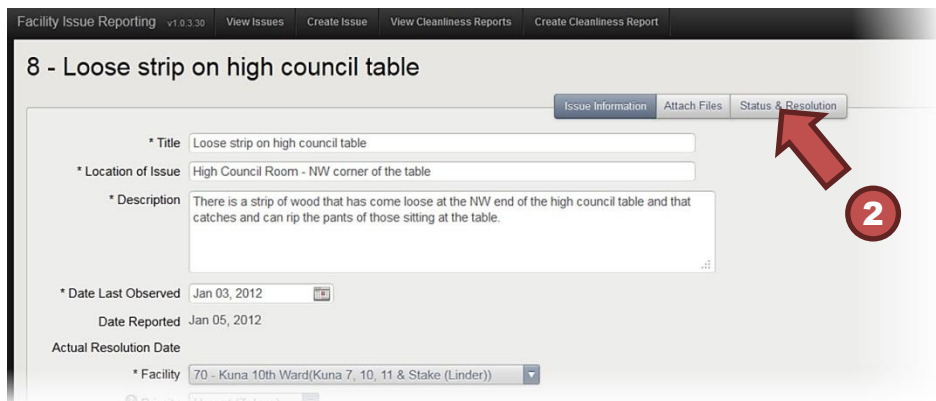 Facility Issue Reporting v1.0.3.30 View Issues Create Issue View Cleanliness Reports Create Cleanliness Report
8 - Loose strip on high council table
Issue Information Attach Files Status & Resolution
* Title Loose strip on high council table
* Location of Issue High Council Room - NW corner of the table
* Description There is a strip of wood that has come loose at the NW end of the high council table and that
catches and can rip the pants of those sitting at the table.
2
* Date Last Observed Jan 03, 2012
Date Reported Jan 05, 2012
Actual Resolution Date
* Facility 70 - Kuna 10th Ward(Kuna 7, 10, 11 & Stake (Linder))